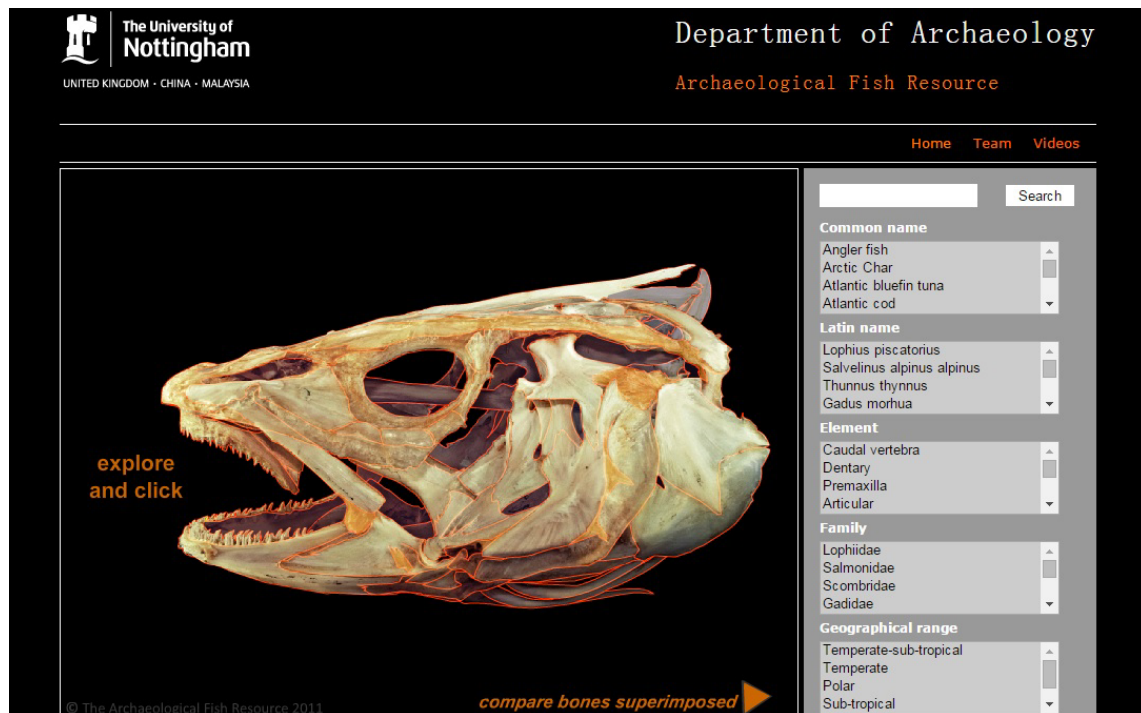 The University of
Nottingham
UNITED KINGDOM · CHINA · MALAYSIA
Department of Archaeology
Archaeological Fish Resource
Home Team Videos
explore
and click
compare bones superimposed
© The Archaeological Fish Resource 2011
Search
Common name
Angler fish
Arctic Char
Atlantic bluefin tuna
Atlantic cod
Latin name
Lophius piscatorius
Salvelinus alpinus alpinus
Thunnus thynnus
Gadus morhua
Element
Caudal vertebra
Dentary
Premaxilla
Articular
Family
Lophiidae
Salmonidae
Scombridae
Gadidae
Geographical range
Temperate-sub-tropical
Temperate
Polar
Sub-tropical